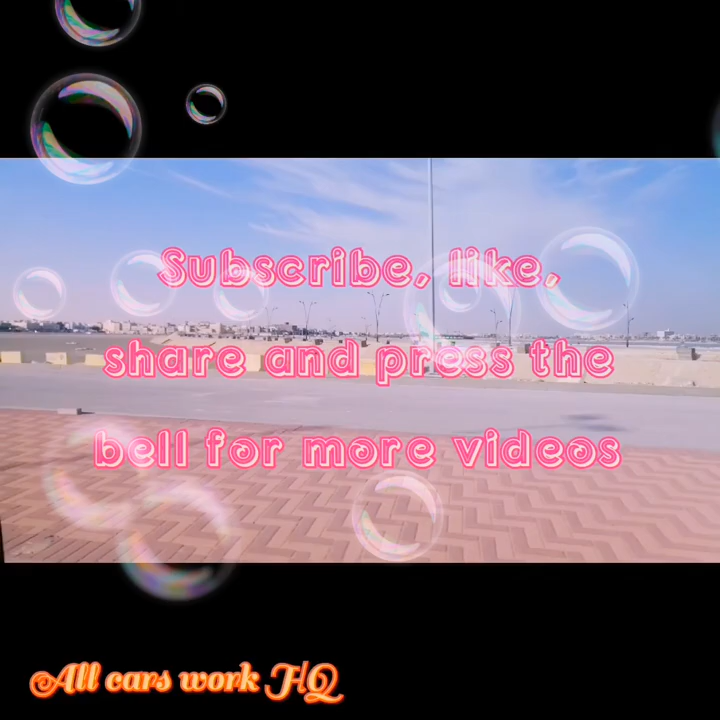 Subscribe, like,
share and press the
bell for more videos
All cars work HQ